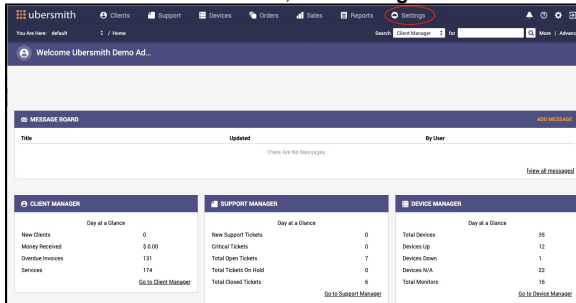 ubersmith Clients Support Devices Orders Sales Reports Settings
You Are Here: default / Home Search Client Manager for More | Advanc
Welcome Ubersmith Demo Ad...
MESSAGE BOARD ADD MESSAGE
Title Updated By User
There Are No Messages.
[view all messages]
CLIENT MANAGER SUPPORT MANAGER DEVICE MANAGER
Day at a Glance Day at a Glance Day at a Glance
New Clients 0 New Support Tickets 0 Total Devices 35
Money Received $ 0.00 Critical Tickets 0 Devices Up 12
Overdue Invoices 131 Total Open Tickets 7 Devices Down 1
Services 174 Total Tickets On Hold 0 Devices N/A 22
Go to Client Manager Total Closed Tickets 6 Total Monitors 16
Go to Support Manager Go to Device Manager